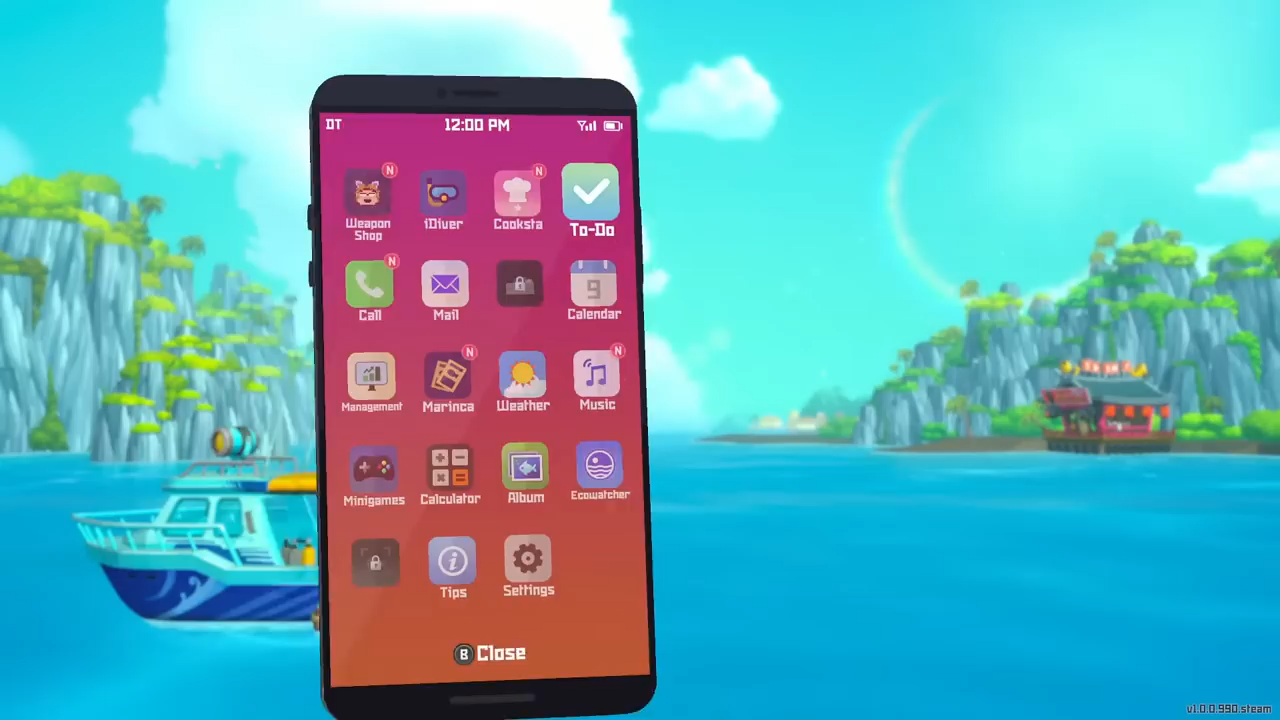 DT
12:00 PM
N
N
Weapon
Shop
iDiver
Cooksta
To-Do
N
9
Call
Mail
Calendar
N
N
Management
Marinca
Weather
Music
Minigames
Calculator
Album
Ecowatcher
i
Tips
Settings
B Close
v1.0.0.990.steam